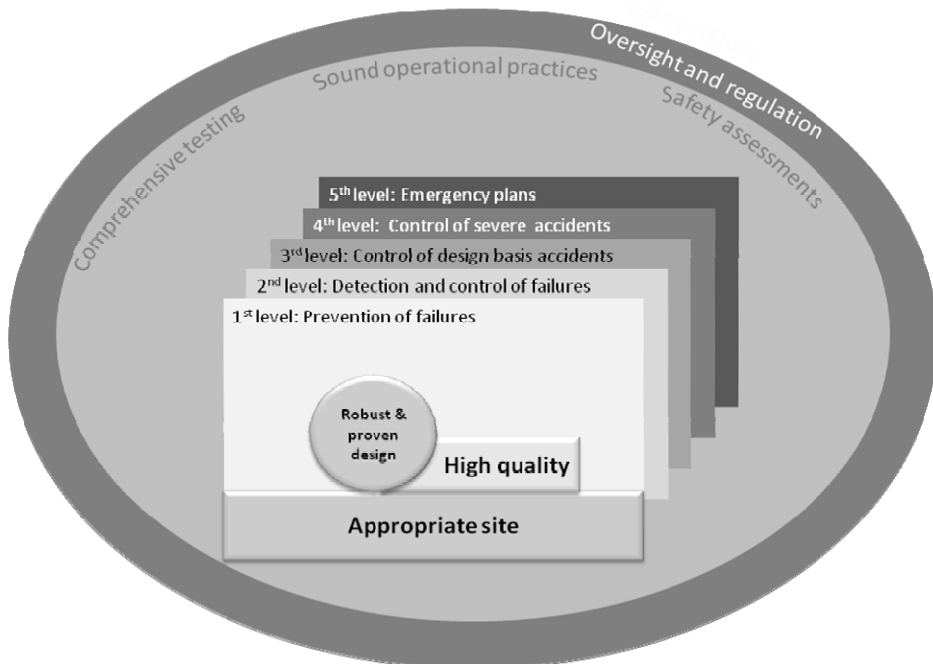 Oversight and regulation
Sound operational practices
Comprehensive testing
Safety assessments
5th level: Emergency plans
4th level: Control of severe accidents
3rd level: Control of design basis accidents
2nd level: Detection and control of failures
1st level: Prevention of failures
Robust &
proven
design
High quality
Appropriate site